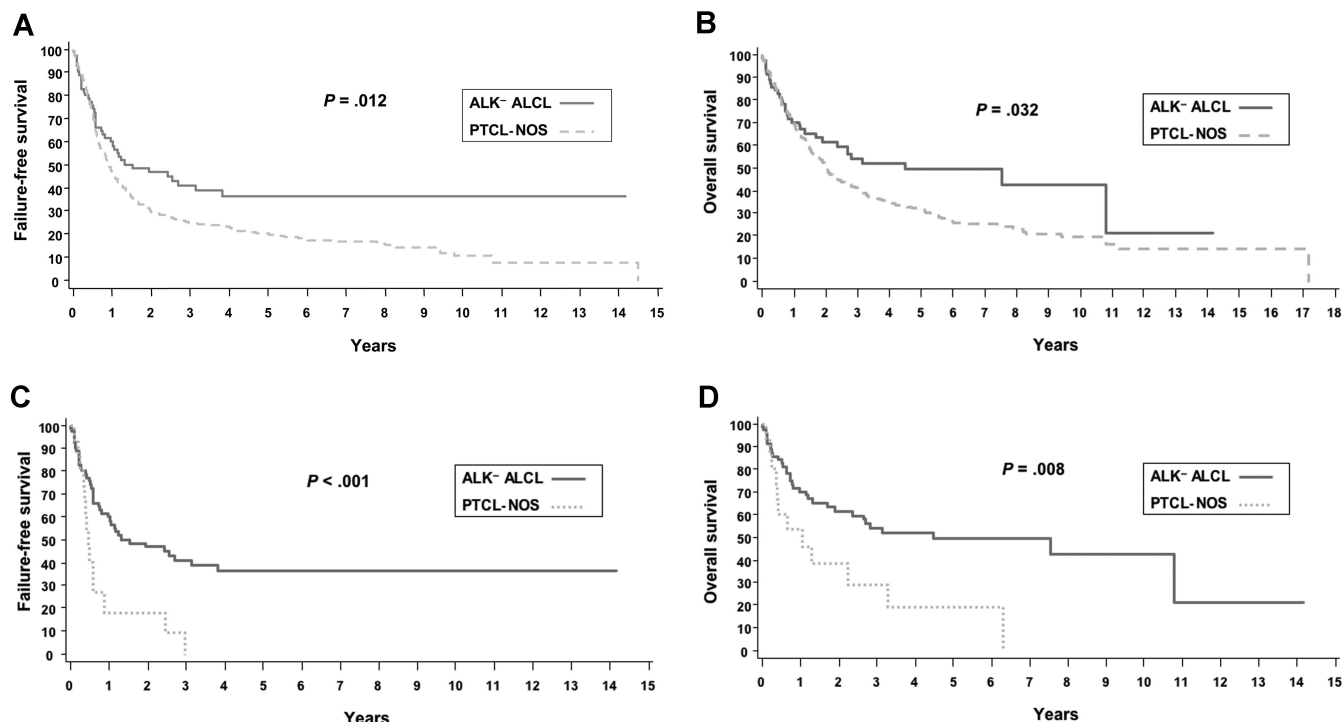 A
Failure-free survival
100
90
80
70
60
50
40
30
20
10
0
P = .012
ALK– ALCL
PTCL-NOS
0 1 2 3 4 5 6 7 8 9 10 11 12 13 14 15
Years
B
Overall survival
100
90
80
70
60
50
40
30
20
10
0
P = .032
ALK– ALCL
PTCL-NOS
0 1 2 3 4 5 6 7 8 9 10 11 12 13 14 15 16 17 18
Years
C
Failure-free survival
100
90
80
70
60
50
40
30
20
10
0
P < .001
ALK– ALCL
PTCL-NOS
0 1 2 3 4 5 6 7 8 9 10 11 12 13 14 15
Years
D
Overall survival
100
90
80
70
60
50
40
30
20
10
0
P = .008
ALK– ALCL
PTCL-NOS
0 1 2 3 4 5 6 7 8 9 10 11 12 13 14 15
Years